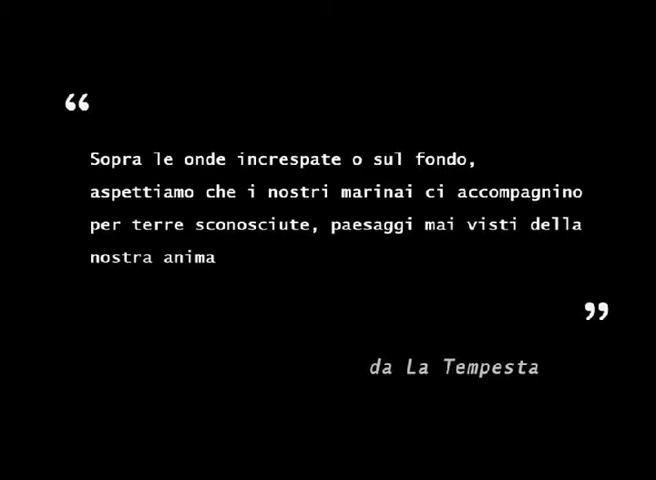 “
Sopra le onde increspate o sul fondo,
aspettiamo che i nostri marinai ci accompagnino
per terre sconosciute, paesaggi mai visti della
nostra anima
”
da La Tempesta